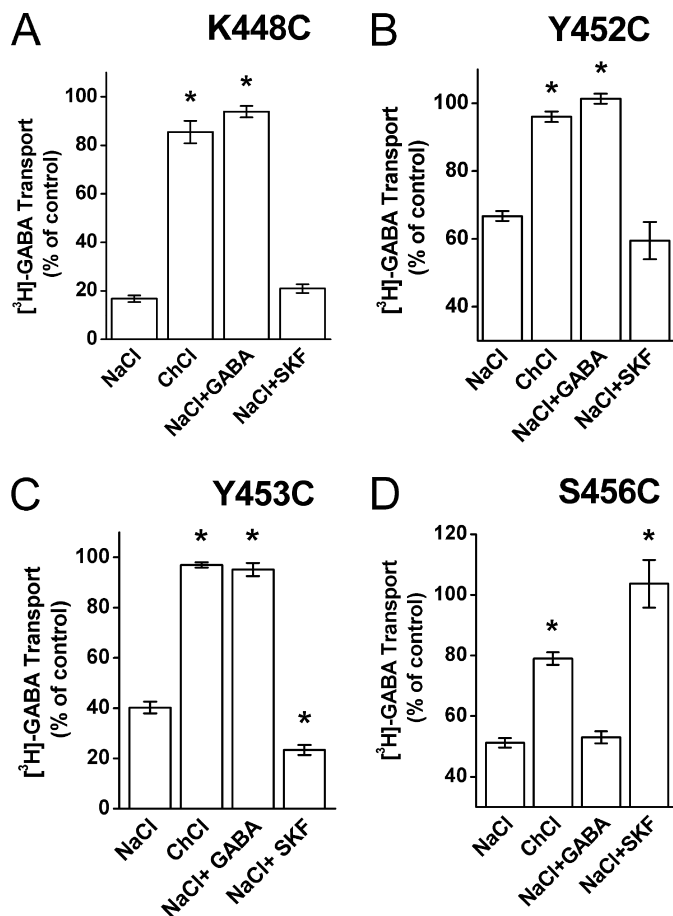 A
K448C
[³H]-GABA Transport
(% of control)
100
80
60
40
20
0
*
*
NaCl
ChCl
NaCl+GABA
NaCl+SKF
B
Y452C
[³H]-GABA Transport
(% of control)
100
80
60
40
*
*
NaCl
ChCl
NaCl+GABA
NaCl+SKF
C
Y453C
[³H]-GABA Transport
(% of control)
100
80
60
40
20
0
*
*
*
NaCl
ChCl
NaCl+ GABA
NaCl+ SKF
D
S456C
[³H]-GABA Transport
(% of control)
120
100
80
60
40
*
*
NaCl
ChCl
NaCl+GABA
NaCl+SKF